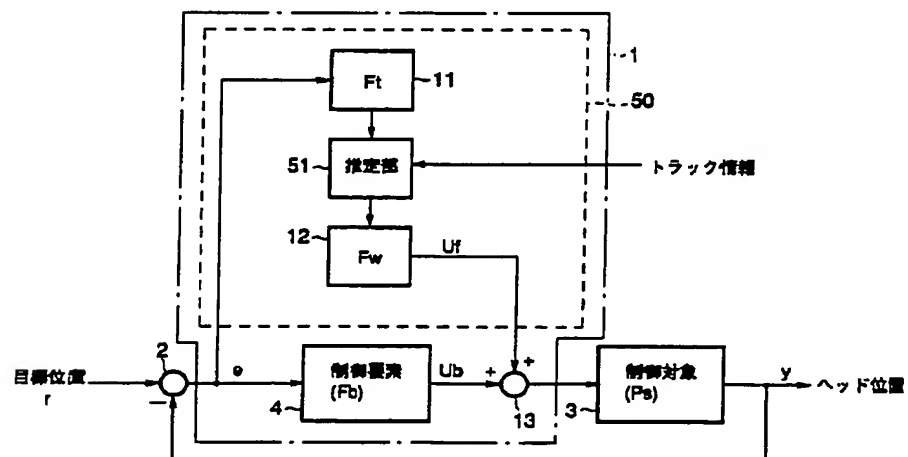 1
Ft
11
50
51
推定部
トラック情報
12
Fw
Uf
目標位置
r
2
−
e
制御要素
(Fb)
4
Ub
+
+
13
制御対象
(Ps)
3
y
ヘッド位置